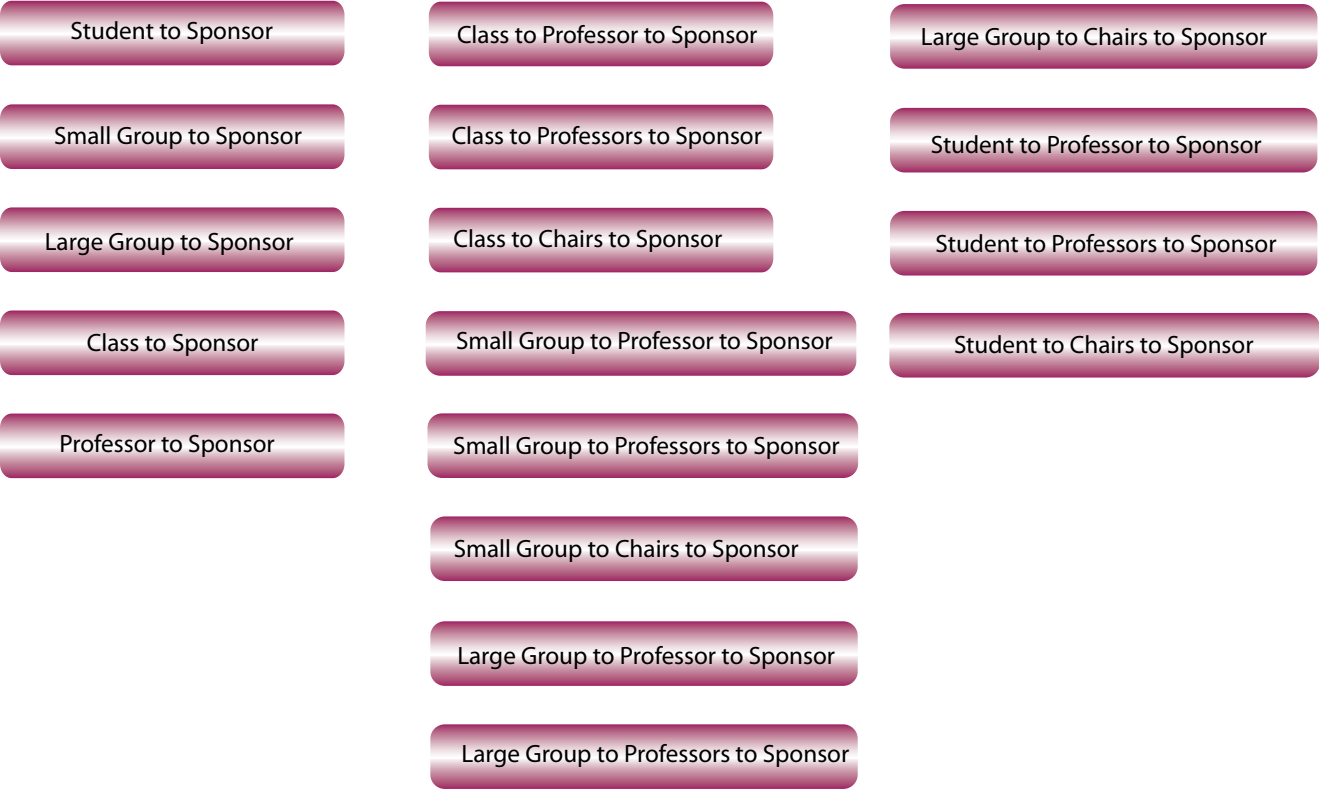 Student to Sponsor
Small Group to Sponsor
Large Group to Sponsor
Class to Sponsor
Professor to Sponsor
Class to Professor to Sponsor
Class to Professors to Sponsor
Class to Chairs to Sponsor
Small Group to Professor to Sponsor
Small Group to Professors to Sponsor
Small Group to Chairs to Sponsor
Large Group to Professor to Sponsor
Large Group to Professors to Sponsor
Large Group to Chairs to Sponsor
Student to Professor to Sponsor
Student to Professors to Sponsor
Student to Chairs to Sponsor